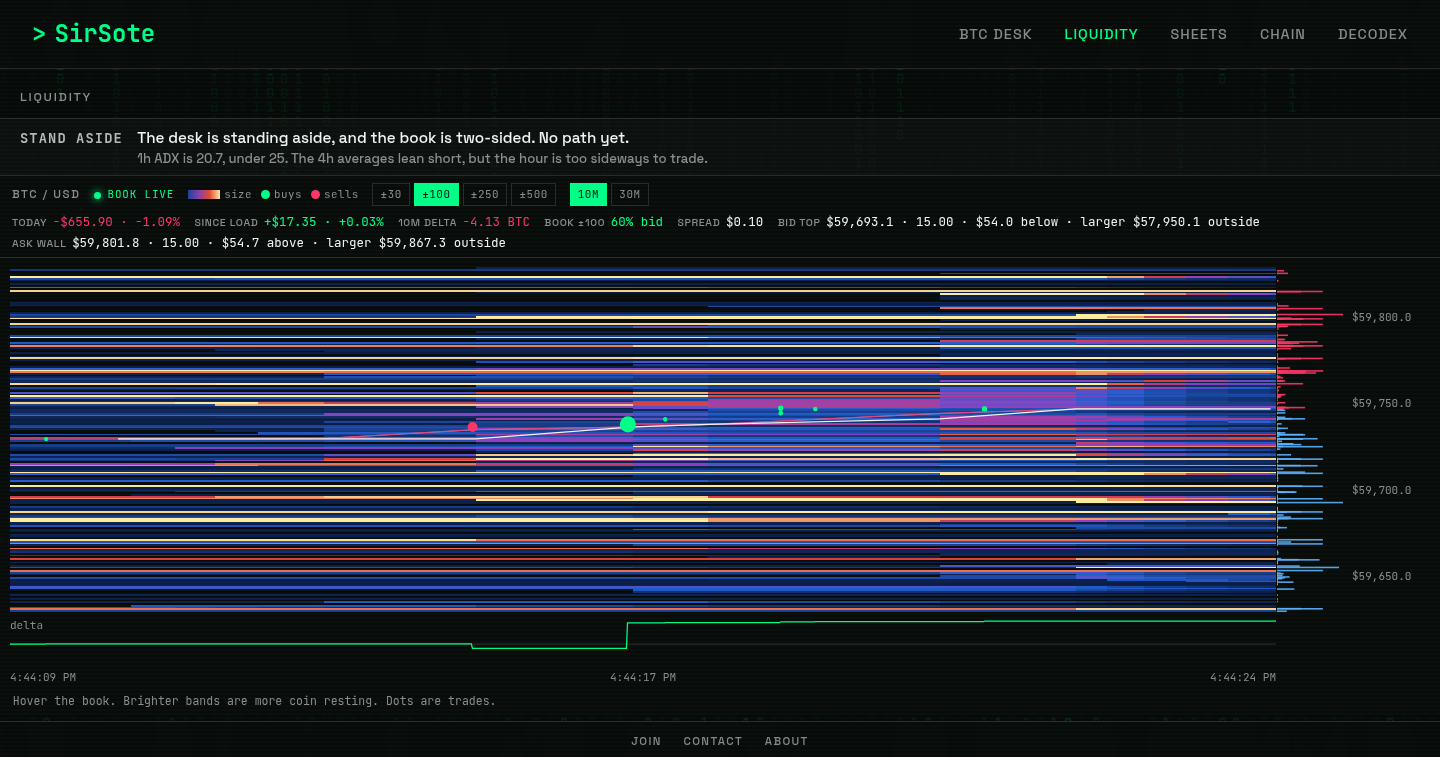 > SirSote
BTC DESK LIQUIDITY SHEETS CHAIN DECODEX
LIQUIDITY
STAND ASIDE The desk is standing aside, and the book is two-sided. No path yet.
1h ADX is 20.7, under 25. The 4h averages lean short, but the hour is too sideways to trade.
BTC / USD BOOK LIVE size buys sells ±30 ±100 ±250 ±500 10M 30M
TODAY -$655.90 · -1.09% SINCE LOAD +$17.35 · +0.03% 10M DELTA -4.13 BTC BOOK ±100 60% bid SPREAD $0.10 BID TOP $59,693.1 · 15.00 · $54.0 below · larger $57,950.1 outside
ASK WALL $59,801.8 · 15.00 · $54.7 above · larger $59,867.3 outside
$59,800.0
$59,750.0
$59,700.0
$59,650.0
delta
4:44:09 PM 4:44:17 PM 4:44:24 PM
Hover the book. Brighter bands are more coin resting. Dots are trades.
JOIN CONTACT ABOUT